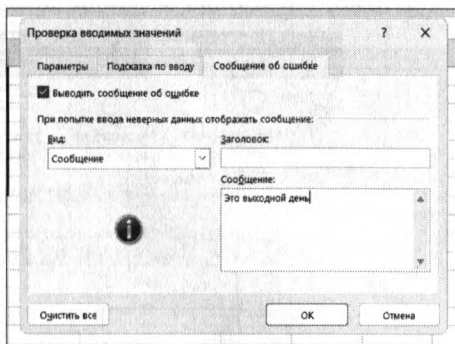 Проверка вводимых значений ? ×
Параметры Подсказка по вводу Сообщение об ошибке
Выводить сообщение об ошибке
При попытке ввода неверных данных отображать сообщение:
Вид: Заголовок:
Сообщение
Сообщение:
Это выходной день
Очистить все ОК Отмена